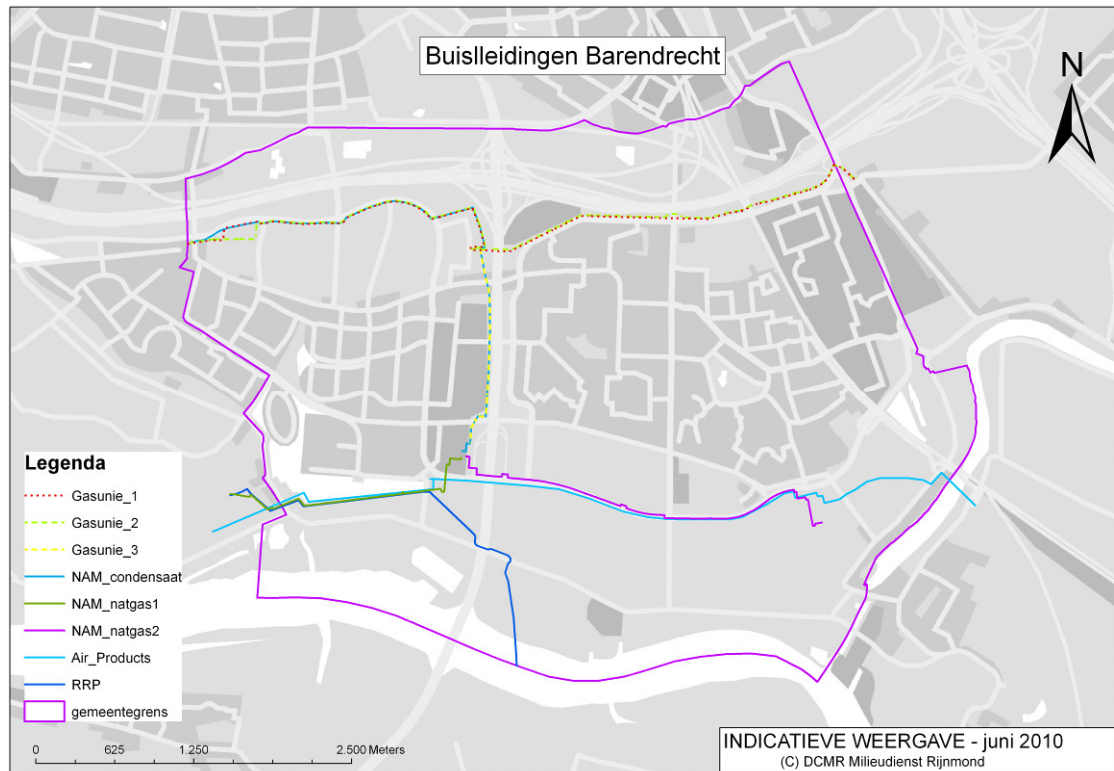 Buislleidingen Barendrecht
N
Legenda
Gasunie_1
Gasunie_2
Gasunie_3
NAM_condensaat
NAM_natgas1
NAM_natgas2
Air_Products
RRP
gemeentegrens
0 625 1.250 2.500 Meters
INDICATIEVE WEERGAVE - juni 2010
(C) DCMR Milieudienst Rijnmond